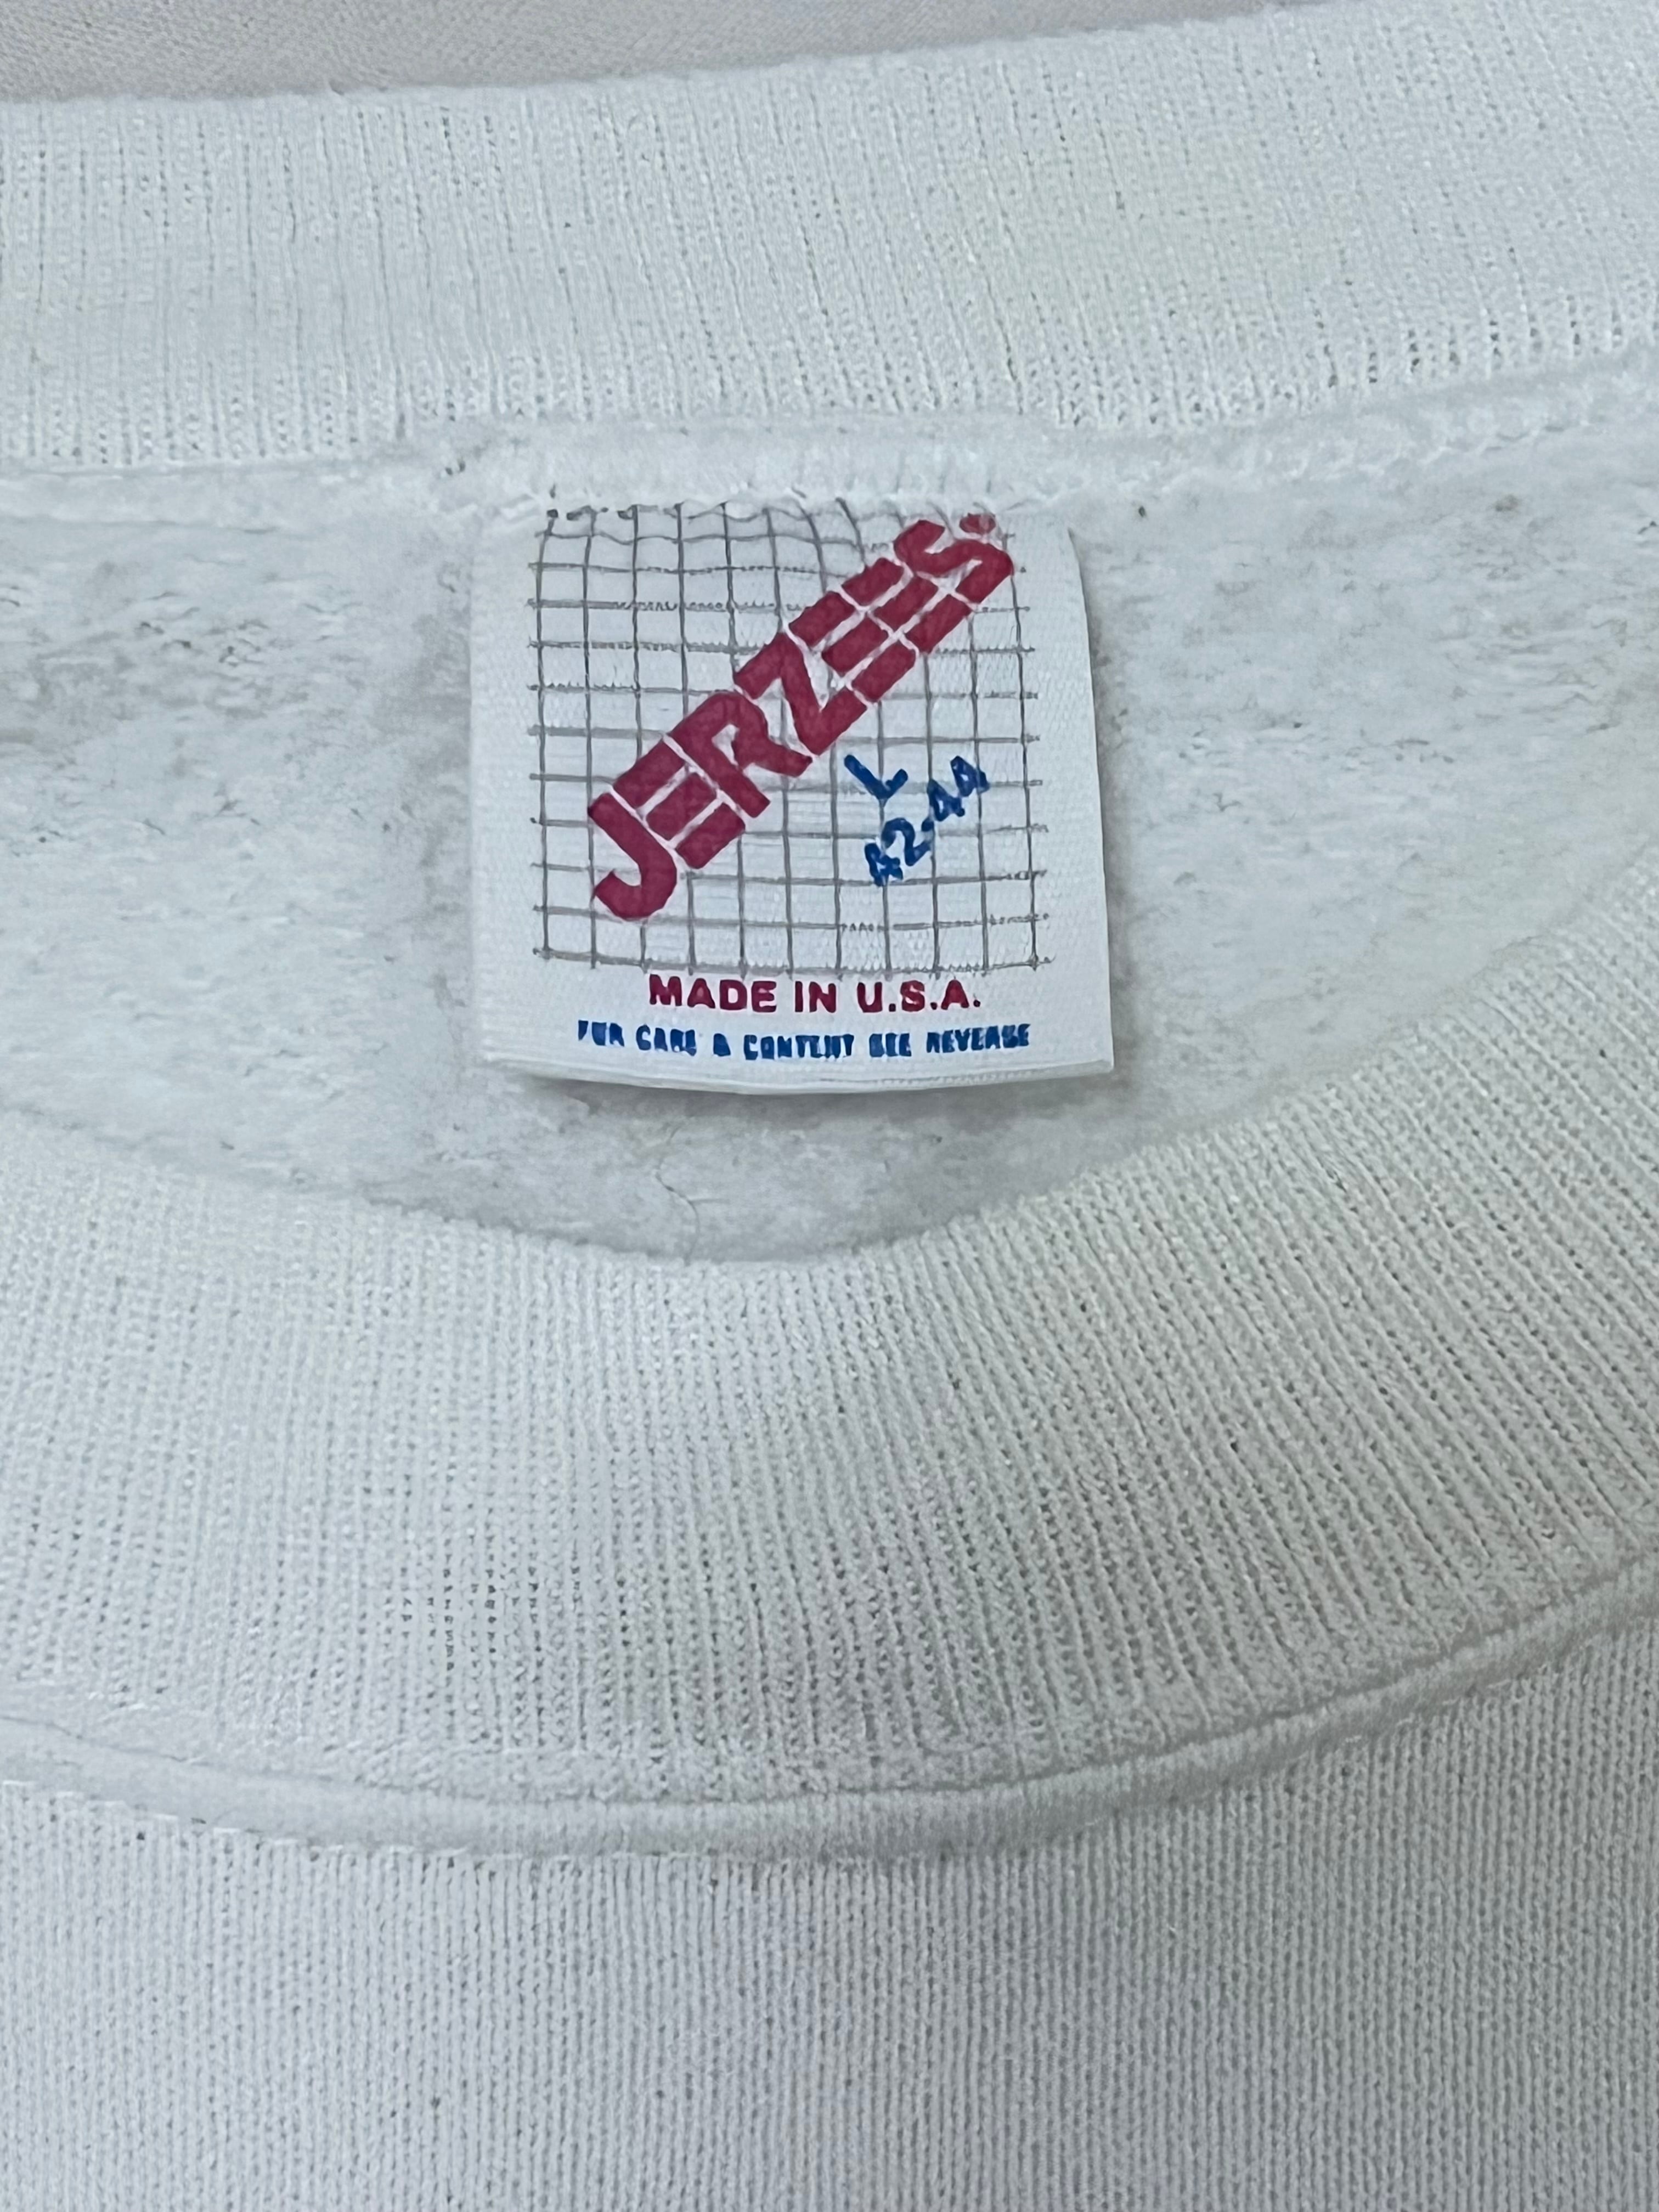 JERZEES.
L
42-44
MADE IN U.S.A.
FOR CARE & CONTENT SEE REVERSE